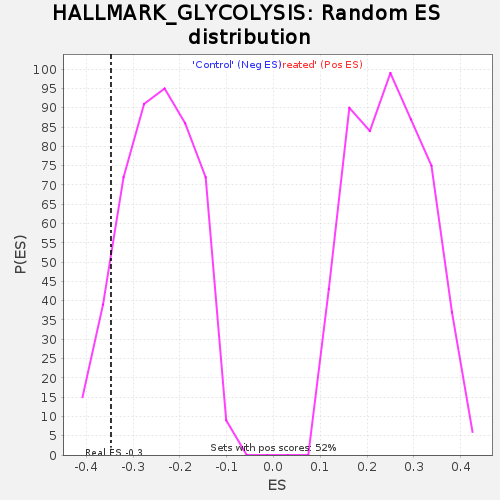 HALLMARK_GLYCOLYSIS: Random ES
distribution
'Control' (Neg ES)reated' (Pos ES)
100
95
90
85
80
75
70
65
60
55
50
45
40
35
30
25
20
15
10
5
0
P(ES)
Real ES -0.3
Sets with pos scores: 52%
-0.4 -0.3 -0.2 -0.1 0.0 0.1 0.2 0.3 0.4
ES